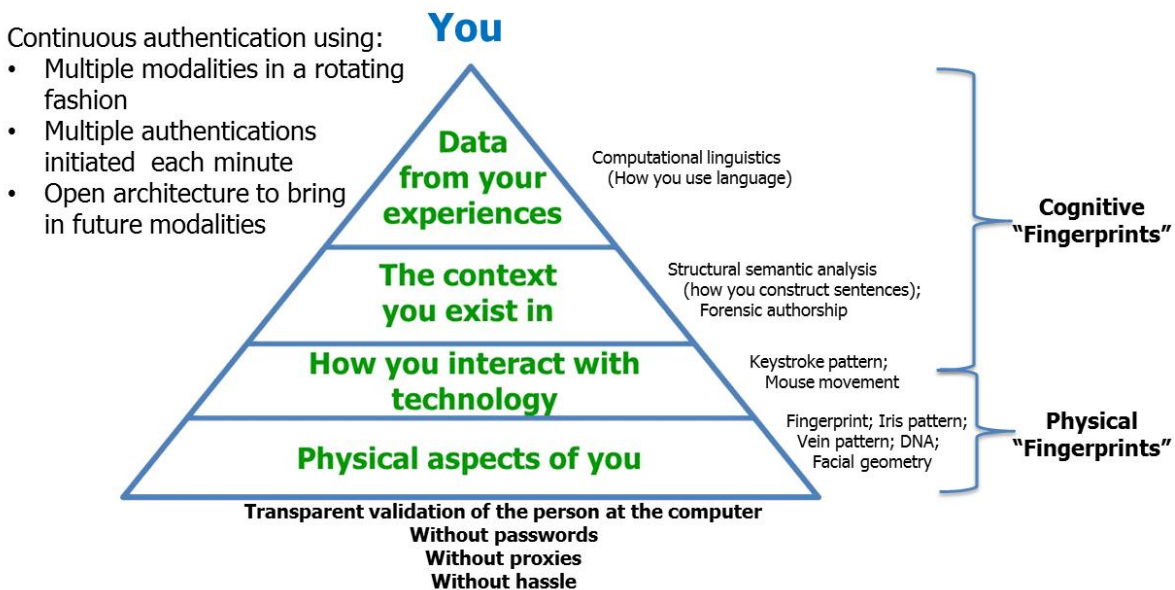 You
Continuous authentication using:
• Multiple modalities in a rotating
fashion
• Multiple authentications
initiated each minute
• Open architecture to bring
in future modalities
Data
from your
experiences
Computational linguistics
(How you use language)
The context
you exist in
Structural semantic analysis
(how you construct sentences);
Forensic authorship
How you interact with
technology
Keystroke pattern;
Mouse movement
Physical aspects of you
Fingerprint; Iris pattern;
Vein pattern; DNA;
Facial geometry
Cognitive
“Fingerprints”
Physical
“Fingerprints”
Transparent validation of the person at the computer
Without passwords
Without proxies
Without hassle